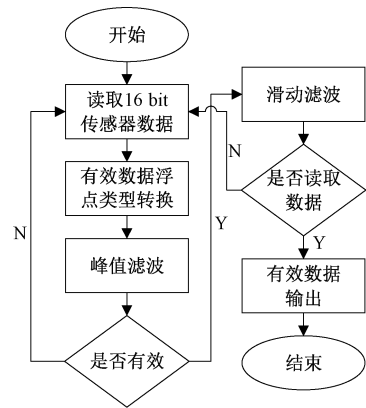 开始
读取16 bit
传感器数据
有效数据浮
点类型转换
峰值滤波
是否有效
N
Y
滑动滤波
是否读取
数据
N
Y
有效数据
输出
结束